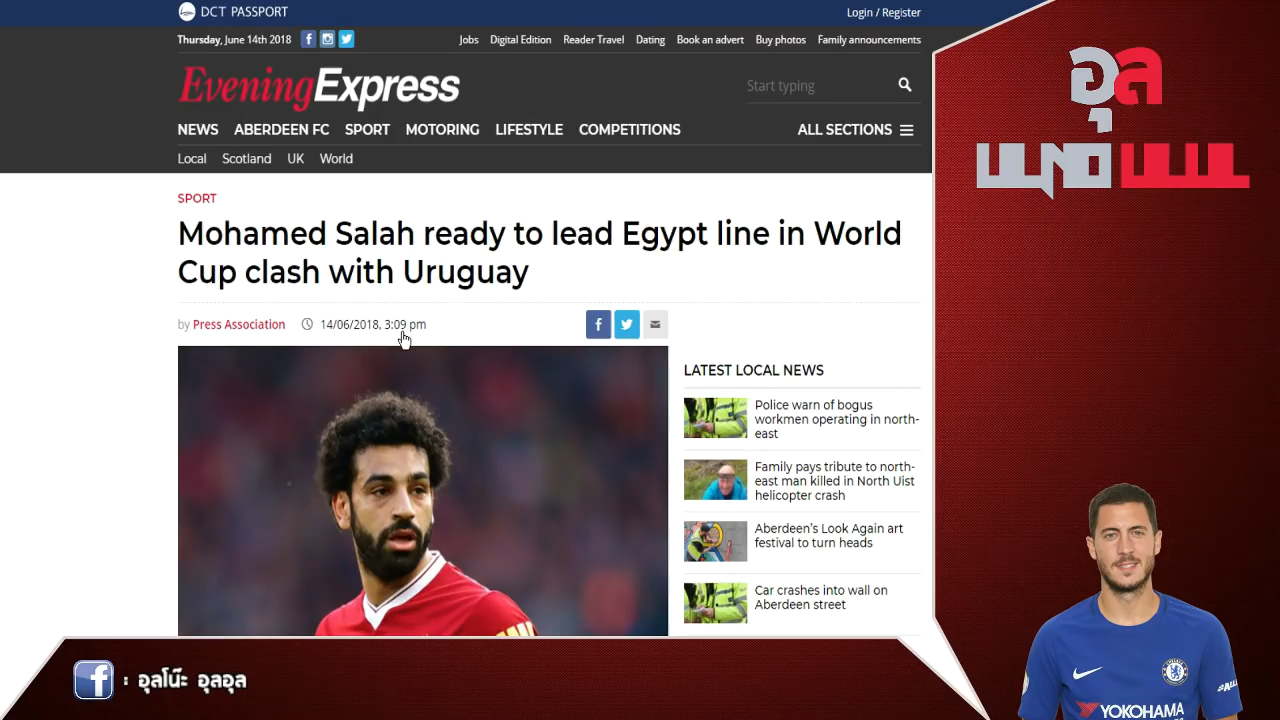 DCT PASSPORT
Login / Register
Thursday, June 14th 2018
Jobs Digital Edition Reader Travel Dating Book an advert Buy photos Family announcements
EveningExpress
Start typing
NEWS ABERDEEN FC SPORT MOTORING LIFESTYLE COMPETITIONS ALL SECTIONS
Local Scotland UK World
SPORT
Mohamed Salah ready to lead Egypt line in World
Cup clash with Uruguay
by Press Association 14/06/2018, 3:09 pm
LATEST LOCAL NEWS
Police warn of bogus
workmen operating in north-
east
Family pays tribute to north-
east man killed in North Uist
helicopter crash
Aberdeen's Look Again art
festival to turn heads
Car crashes into wall on
Aberdeen street
อุล
: อุลโน๊ะ อุลอุล
YOKOHAMA